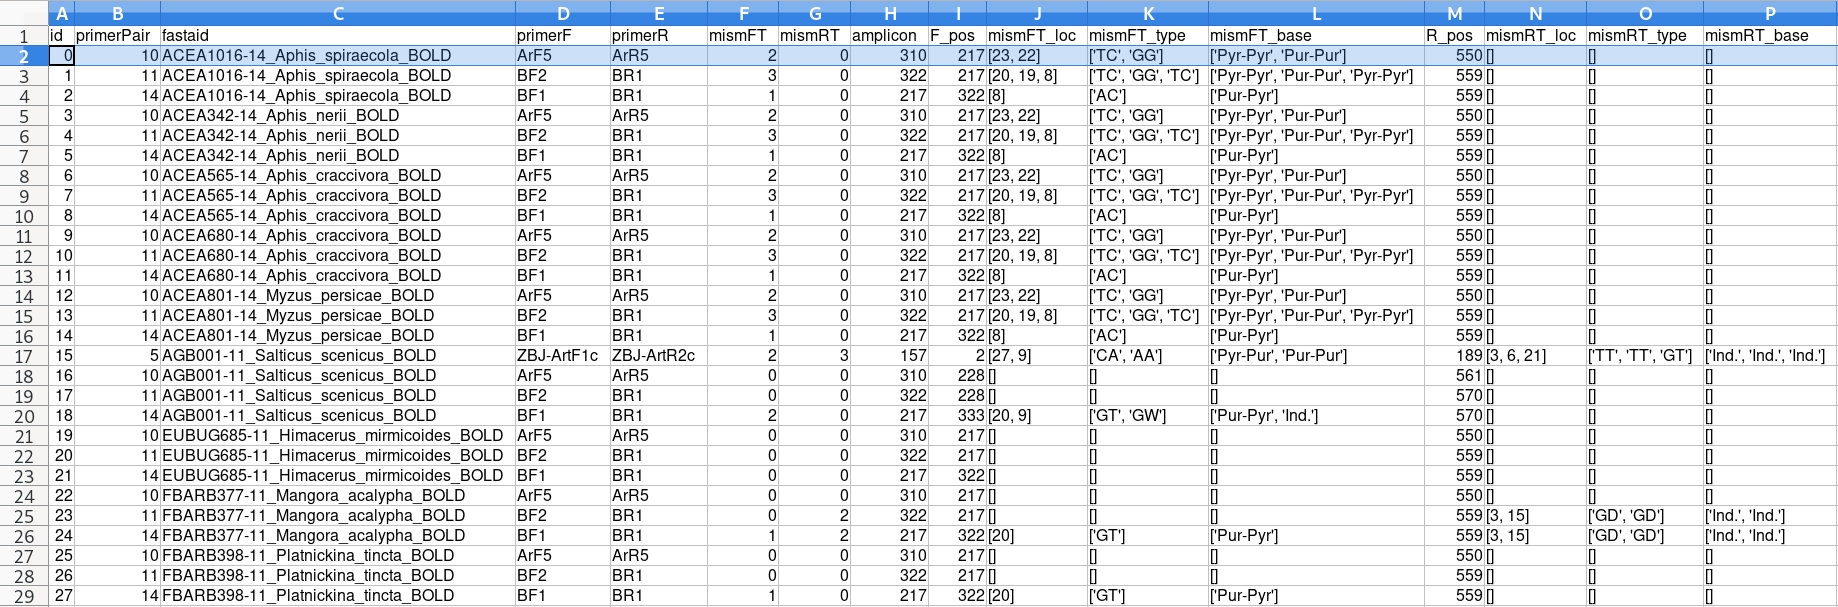 A B C D E F G H I J K L M N O P
1 id primerPair fastaid primerF primerR mismFT mismRT amplicon F_pos mismFT_loc mismFT_type mismFT_base R_pos mismRT_loc mismRT_type mismRT_base
2 0 10 ACEA1016-14_Aphis_spiraecola_BOLD ArF5 ArR5 2 0 310 217 [23, 22] ['TC', 'GG'] ['Pyr-Pyr', 'Pur-Pur'] 550 [] [] []
3 1 11 ACEA1016-14_Aphis_spiraecola_BOLD BF2 BR1 3 0 322 217 [20, 19, 8] ['TC', 'GG', 'TC'] ['Pyr-Pyr', 'Pur-Pur', 'Pyr-Pyr'] 559 [] [] []
4 2 14 ACEA1016-14_Aphis_spiraecola_BOLD BF1 BR1 1 0 217 322 [8] ['AC'] ['Pur-Pyr'] 559 [] [] []
5 3 10 ACEA342-14_Aphis_nerii_BOLD ArF5 ArR5 2 0 310 217 [23, 22] ['TC', 'GG'] ['Pyr-Pyr', 'Pur-Pur'] 550 [] [] []
6 4 11 ACEA342-14_Aphis_nerii_BOLD BF2 BR1 3 0 322 217 [20, 19, 8] ['TC', 'GG', 'TC'] ['Pyr-Pyr', 'Pur-Pur', 'Pyr-Pyr'] 559 [] [] []
7 5 14 ACEA342-14_Aphis_nerii_BOLD BF1 BR1 1 0 217 322 [8] ['AC'] ['Pur-Pyr'] 559 [] [] []
8 6 10 ACEA565-14_Aphis_craccivora_BOLD ArF5 ArR5 2 0 310 217 [23, 22] ['TC', 'GG'] ['Pyr-Pyr', 'Pur-Pur'] 550 [] [] []
9 7 11 ACEA565-14_Aphis_craccivora_BOLD BF2 BR1 3 0 322 217 [20, 19, 8] ['TC', 'GG', 'TC'] ['Pyr-Pyr', 'Pur-Pur', 'Pyr-Pyr'] 559 [] [] []
10 8 14 ACEA565-14_Aphis_craccivora_BOLD BF1 BR1 1 0 217 322 [8] ['AC'] ['Pur-Pyr'] 559 [] [] []
11 9 10 ACEA680-14_Aphis_craccivora_BOLD ArF5 ArR5 2 0 310 217 [23, 22] ['TC', 'GG'] ['Pyr-Pyr', 'Pur-Pur'] 550 [] [] []
12 10 11 ACEA680-14_Aphis_craccivora_BOLD BF2 BR1 3 0 322 217 [20, 19, 8] ['TC', 'GG', 'TC'] ['Pyr-Pyr', 'Pur-Pur', 'Pyr-Pyr'] 559 [] [] []
13 11 14 ACEA680-14_Aphis_craccivora_BOLD BF1 BR1 1 0 217 322 [8] ['AC'] ['Pur-Pyr'] 559 [] [] []
14 12 10 ACEA801-14_Myzus_persicae_BOLD ArF5 ArR5 2 0 310 217 [23, 22] ['TC', 'GG'] ['Pyr-Pyr', 'Pur-Pur'] 550 [] [] []
15 13 11 ACEA801-14_Myzus_persicae_BOLD BF2 BR1 3 0 322 217 [20, 19, 8] ['TC', 'GG', 'TC'] ['Pyr-Pyr', 'Pur-Pur', 'Pyr-Pyr'] 559 [] [] []
16 14 14 ACEA801-14_Myzus_persicae_BOLD BF1 BR1 1 0 217 322 [8] ['AC'] ['Pur-Pyr'] 559 [] [] []
17 15 5 AGB001-11_Salticus_scenicus_BOLD ZBJ-ArtF1c ZBJ-ArtR2c 2 3 157 2 [27, 9] ['CA', 'AA'] ['Pyr-Pur', 'Pur-Pur'] 189 [3, 6, 21] ['TT', 'TT', 'GT'] ['Ind.', 'Ind.', 'Ind.']
18 16 10 AGB001-11_Salticus_scenicus_BOLD ArF5 ArR5 0 0 310 228 [] [] [] 561 [] [] []
19 17 11 AGB001-11_Salticus_scenicus_BOLD BF2 BR1 0 0 322 228 [] [] [] 570 [] [] []
20 18 14 AGB001-11_Salticus_scenicus_BOLD BF1 BR1 2 0 217 333 [20, 9] ['GT', 'GW'] ['Pur-Pyr', 'Ind.'] 570 [] [] []
21 19 10 EUBUG685-11_Himacerus_mirmicoides_BOLD ArF5 ArR5 0 0 310 217 [] [] [] 550 [] [] []
22 20 11 EUBUG685-11_Himacerus_mirmicoides_BOLD BF2 BR1 0 0 322 217 [] [] [] 559 [] [] []
23 21 14 EUBUG685-11_Himacerus_mirmicoides_BOLD BF1 BR1 0 0 217 322 [] [] [] 559 [] [] []
24 22 10 FBARB377-11_Mangora_acalypha_BOLD ArF5 ArR5 0 0 310 217 [] [] [] 550 [] [] []
25 23 11 FBARB377-11_Mangora_acalypha_BOLD BF2 BR1 0 2 322 217 [] [] [] 559 [3, 15] ['GD', 'GD'] ['Ind.', 'Ind.']
26 24 14 FBARB377-11_Mangora_acalypha_BOLD BF1 BR1 1 2 217 322 [20] ['GT'] ['Pur-Pyr'] 559 [3, 15] ['GD', 'GD'] ['Ind.', 'Ind.']
27 25 10 FBARB398-11_Platnickina_tincta_BOLD ArF5 ArR5 0 0 310 217 [] [] [] 550 [] [] []
28 26 11 FBARB398-11_Platnickina_tincta_BOLD BF2 BR1 0 0 322 217 [] [] [] 559 [] [] []
29 27 14 FBARB398-11_Platnickina_tincta_BOLD BF1 BR1 1 0 217 322 [20] ['GT'] ['Pur-Pyr'] 559 [] [] []